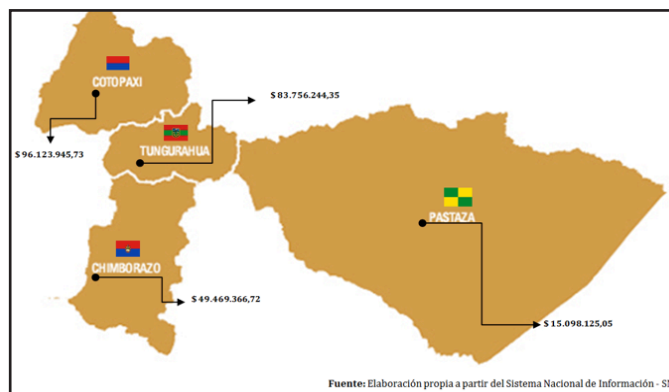 COTOPAXI
$ 83.756.244,35
TUNGURAHUA
$ 96.123.945,73
PASTAZA
CHIMBORAZO
$ 49.469.366,72
$ 15.098.125,05
Fuente: Elaboración propia a partir del Sistema Nacional de Información -